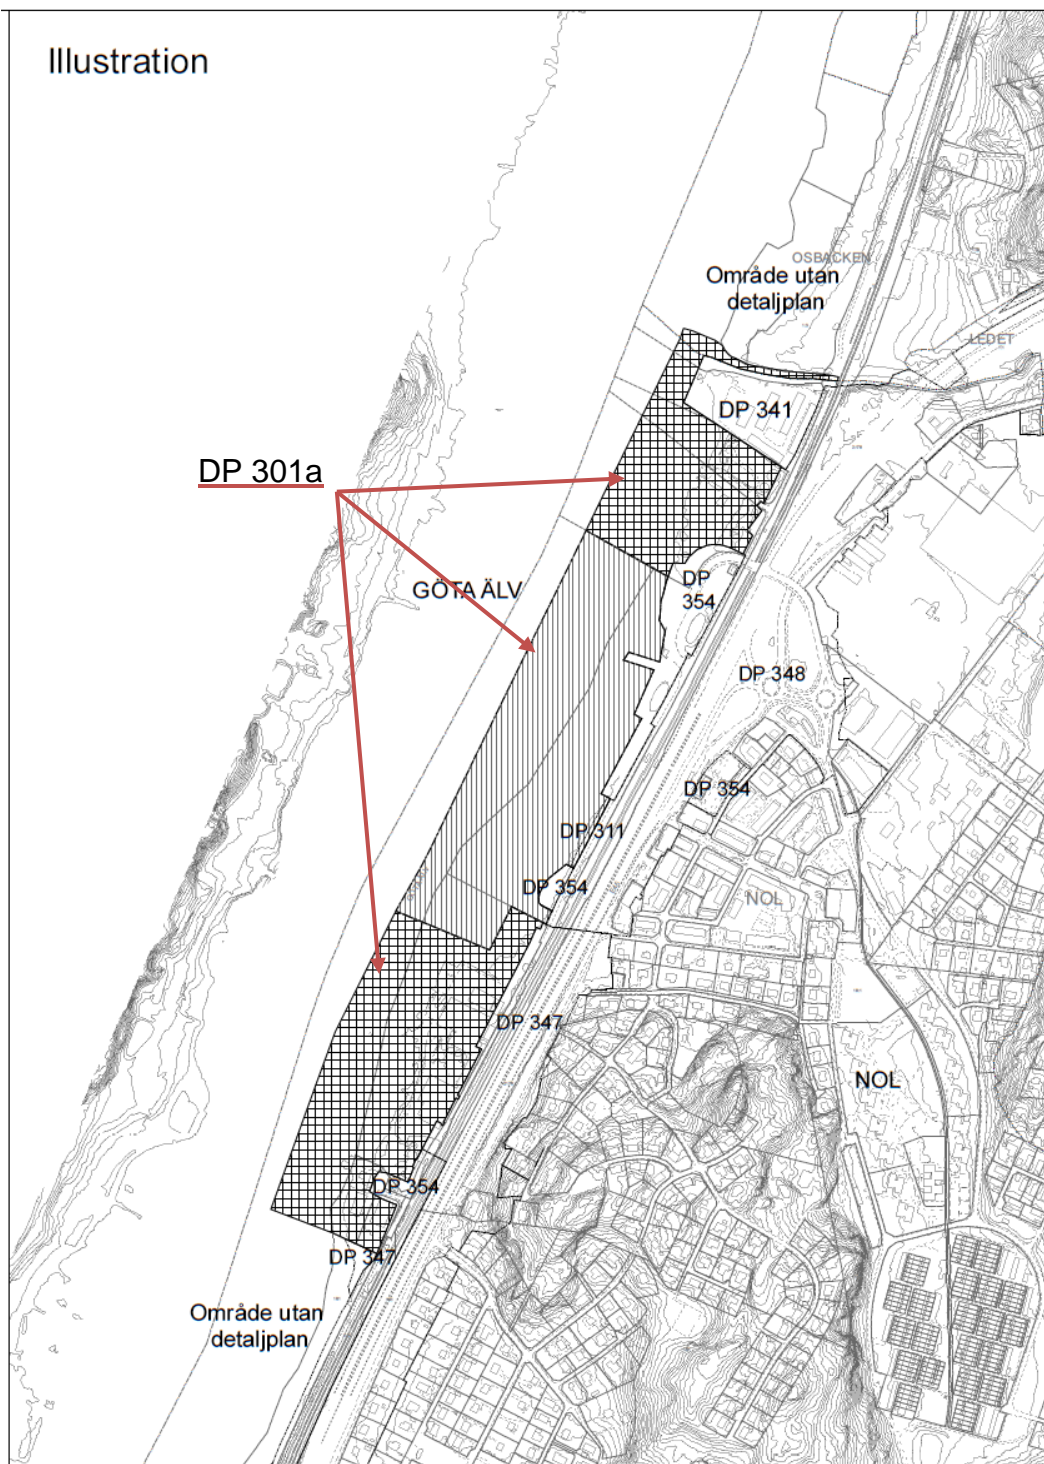 Illustration
OSBACKEN
Område utan
detaljplan
LEDET
DP 341
DP 301a
DP
354
GÖTA ÄLV
DP 348
DP 354
DP 311
DP 354
NOL
DP 347
NOL
DP 354
DP 347
Område utan
detaljplan